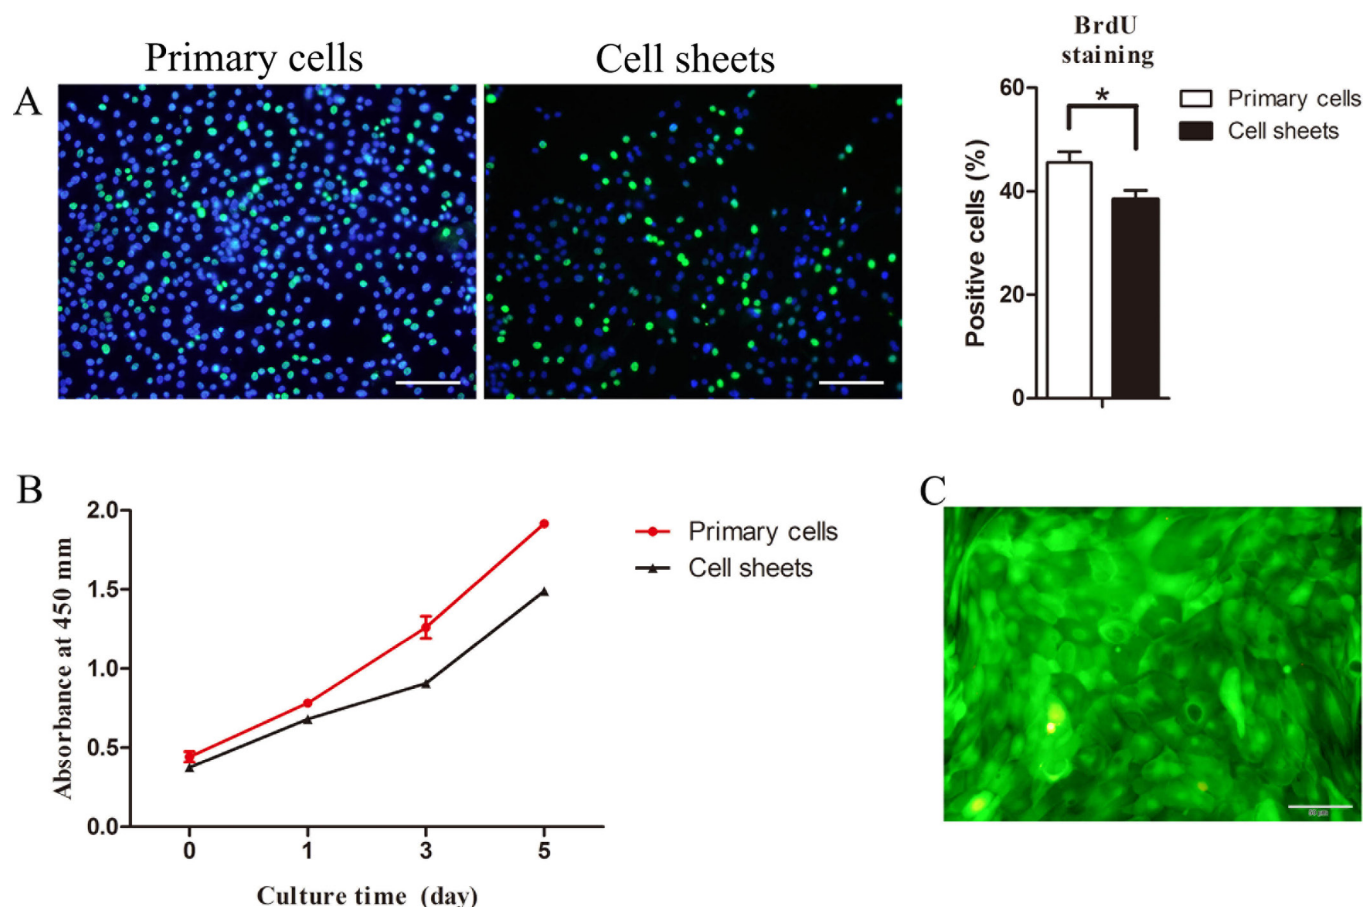 Primary cells
Cell sheets
BrdU
staining
A
60
40
20
0
Positive cells (%)
*
Primary cells
Cell sheets
B
2.0
1.5
1.0
0.5
0.0
Absorbance at 450 mm
0 1 3 5
Culture time (day)
Primary cells
Cell sheets
C